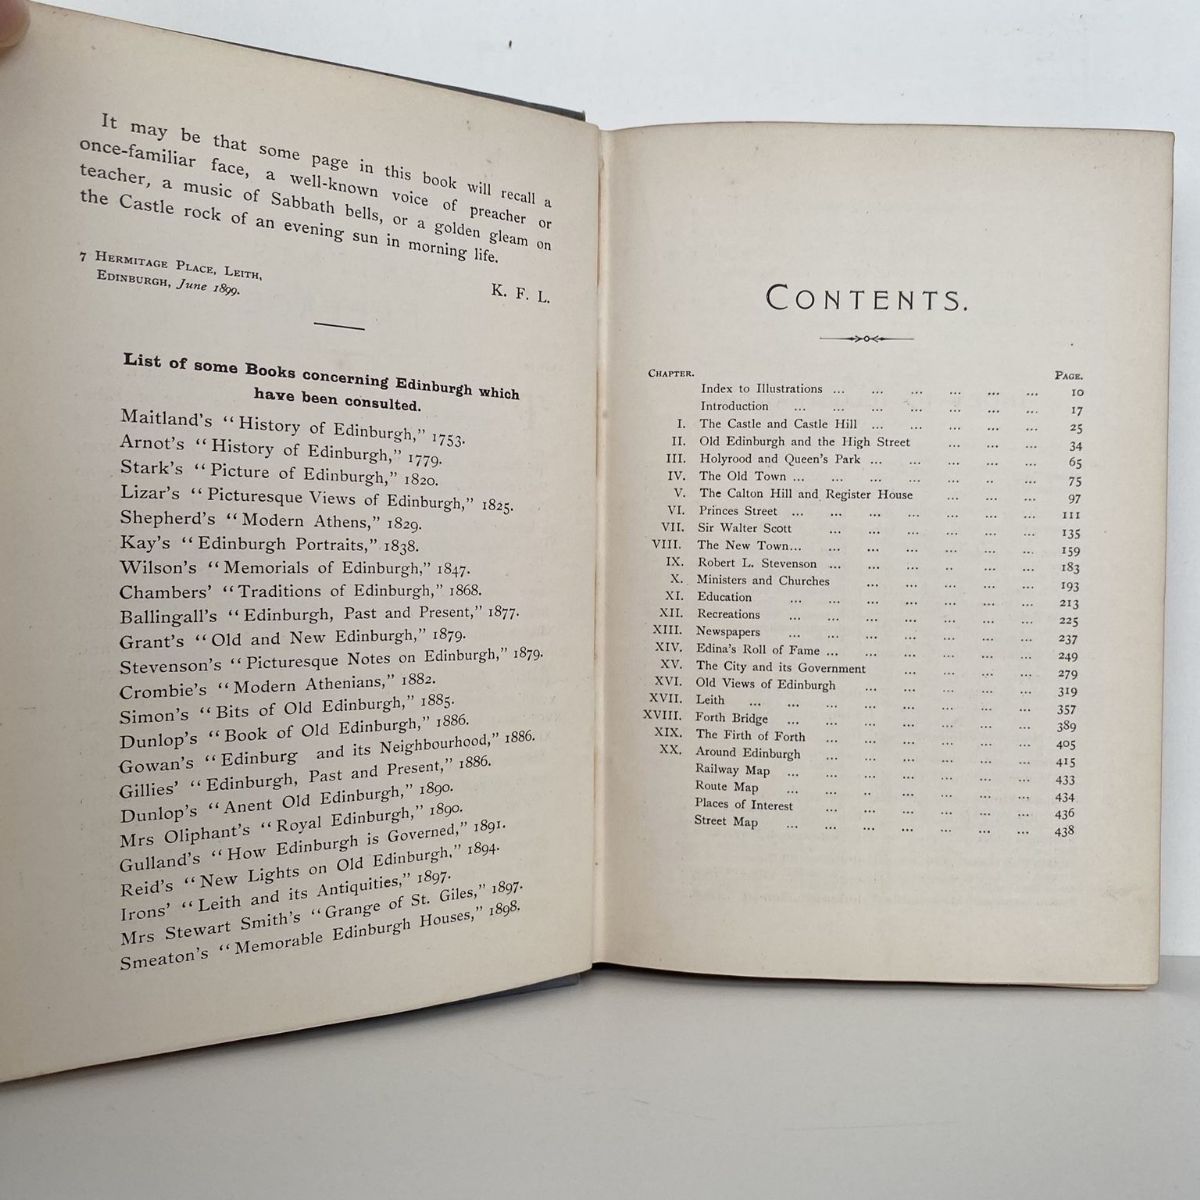 It may be that some page in this book will recall a
once-familiar face, a well-known voice of preacher or
teacher, a music of Sabbath bells, or a golden gleam on
the Castle rock of an evening sun in morning life.
7 Hermitage Place, Leith,
Edinburgh, June 1899.
K. F. L.
List of some Books concerning Edinburgh which
have been consulted.
Maitland's "History of Edinburgh," 1753.
Arnot's "History of Edinburgh," 1779.
Stark's "Picture of Edinburgh," 1820.
Lizar's "Picturesque Views of Edinburgh," 1825.
Shepherd's "Modern Athens," 1829.
Kay's "Edinburgh Portraits," 1838.
Wilson's "Memorials of Edinburgh," 1847.
Chambers' "Traditions of Edinburgh," 1868.
Ballingall's "Edinburgh, Past and Present," 1877.
Grant's "Old and New Edinburgh," 1879.
Stevenson's "Picturesque Notes on Edinburgh," 1879.
Crombie's "Modern Athenians," 1882.
Simon's "Bits of Old Edinburgh," 1885.
Dunlop's "Book of Old Edinburgh," 1886.
Gowan's "Edinburg and its Neighbourhood," 1886.
Gillies' "Edinburgh, Past and Present," 1886.
Dunlop's "Anent Old Edinburgh," 1890.
Mrs Oliphant's "Royal Edinburgh," 1890.
Gulland's "How Edinburgh is Governed," 1891.
Reid's "New Lights on Old Edinburgh," 1894.
Irons' "Leith and its Antiquities," 1897.
Mrs Stewart Smith's "Grange of St. Giles," 1897.
Smeaton's "Memorable Edinburgh Houses," 1898.
Contents.
Chapter. Page.
Index to Illustrations ... ... ... ... ... ... 10
Introduction ... ... ... ... ... ... ... 17
I. The Castle and Castle Hill ... ... ... ... ... 25
II. Old Edinburgh and the High Street ... ... ... 34
III. Holyrood and Queen's Park ... ... ... ... ... 65
IV. The Old Town ... ... ... ... .. ... ... 75
V. The Calton Hill and Register House ... ... ... 97
VI. Princes Street ... ... ... ... ... ... ... 111
VII. Sir Walter Scott ... ... ... ... ... ... 135
VIII. The New Town... ... ... ... ... ... ... 159
IX. Robert L. Stevenson ... ... ... .. ... ... 183
X. Ministers and Churches ... ... ... ... ... 193
XI. Education ... ... ... ... ... ... ... 213
XII. Recreations ... ... ... ... ... ... ... 225
XIII. Newspapers ... ... ... ... ... ... ... 237
XIV. Edina's Roll of Fame ... ... ... ... ... ... 249
XV. The City and its Government ... ... ... ... 279
XVI. Old Views of Edinburgh ... ... ... ... ... 319
XVII. Leith ... ... ... ... ... ... ... ... 357
XVIII. Forth Bridge ... ... ... ... ... ... ... 389
XIX. The Firth of Forth ... ... ... ... ... ... 405
XX. Around Edinburgh ... ... ... ... ... ... 415
Railway Map ... ... ... ... ... ... ... 433
Route Map ... ... .. ... ... ... ... 434
Places of Interest ... ... ... ... ... ... 436
Street Map ... ... ... ... ... ... ... 438